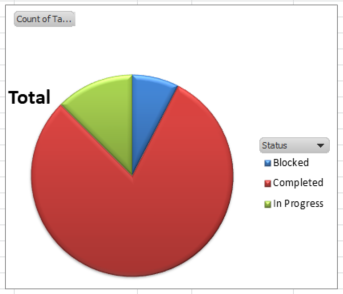 Count of Ta...
Total
Status
Blocked
Completed
In Progress